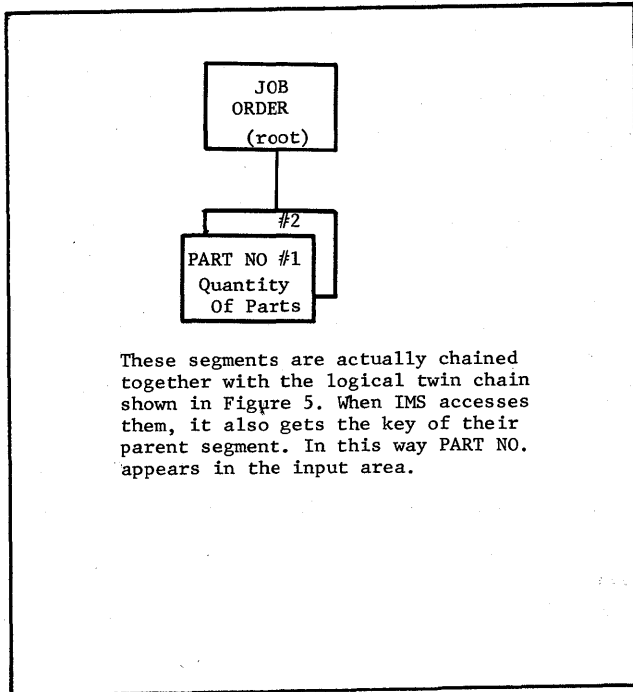 JOB
ORDER
(root)
#2
PART NO #1
Quantity
Of Parts
These segments are actually chained
together with the logical twin chain
shown in Figure 5. When IMS accesses
them, it also gets the key of their
parent segment. In this way PART NO.
appears in the input area.